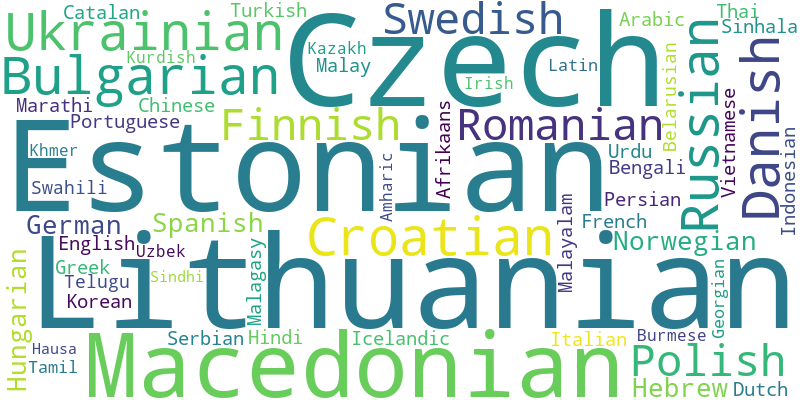 Catalan
Turkish
Swedish
Arabic
Thai
Ukrainian
Czech
Sinhala
Kurdish
Kazakh
Bulgarian
Malay
Irish
Latin
Belarusian
Russian
Danish
Marathi
Chinese
Portuguese
Finnish
Afrikaans
Romanian
Vietnamese
Estonian
Khmer
Urdu
Swahili
Amharic
Bengali
Indonesian
Persian
German
Spanish
Malayalam
French
English
Uzbek
Croatian
Norwegian
Greek
Malagasy
Lithuanian
Georgian
Telugu
Sindhi
Korean
Hungarian
Serbian
Hindi
Icelandic
Italian
Burmese
Hausa
Macedonian
Polish
Tamil
Hebrew
Dutch